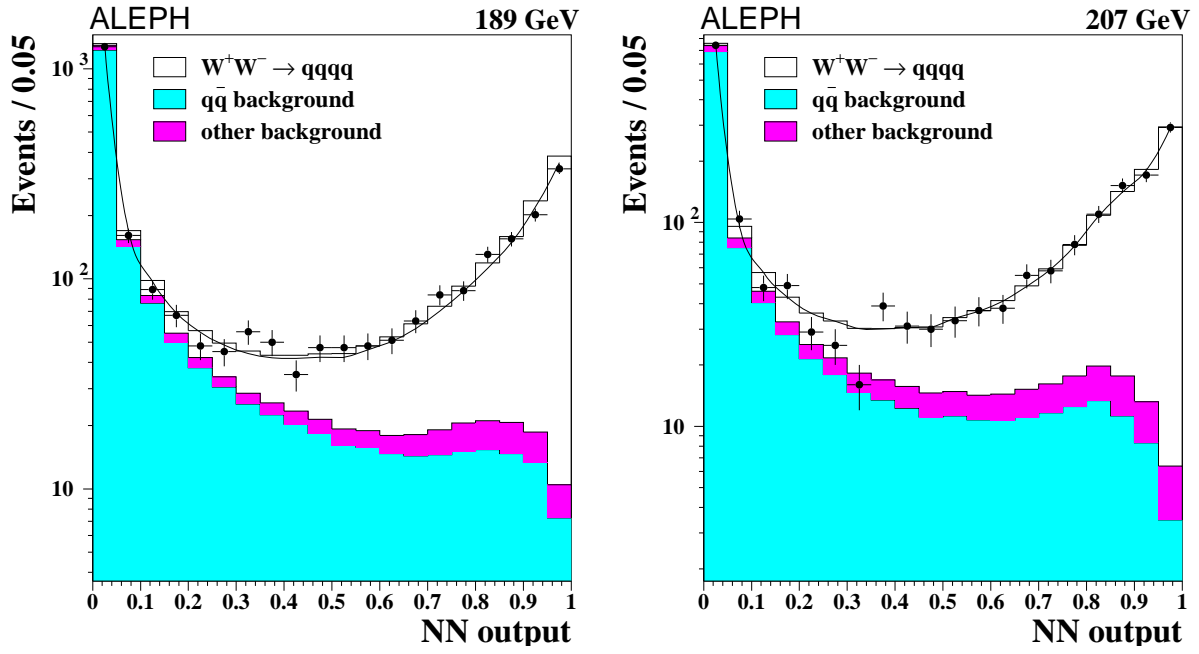 ALEPH 189 GeV
Events / 0.05
10³
10²
10
W⁺W⁻ → qqqq
qq̄ background
other background
0 0.1 0.2 0.3 0.4 0.5 0.6 0.7 0.8 0.9 1
NN output
ALEPH 207 GeV
Events / 0.05
10²
10
W⁺W⁻ → qqqq
qq̄ background
other background
0 0.1 0.2 0.3 0.4 0.5 0.6 0.7 0.8 0.9 1
NN output